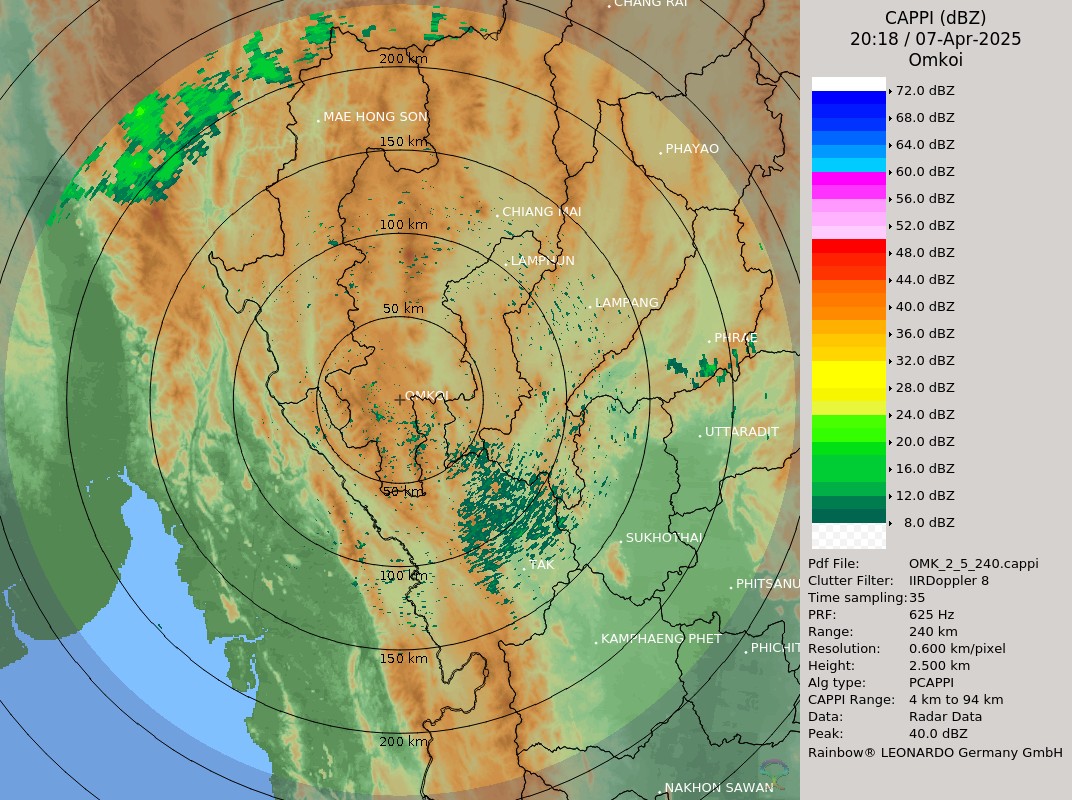 CHANG RAI
200 km
MAE HONG SON
150 km
PHAYAO
CHIANG MAI
100 km
LAMPHUN
LAMPANG
50 km
PHRAE
OMKOI
UTTARADIT
50 km
SUKHOTHAI
TAK
100 km
PHITSANU
KAMPHAENG PHET
PHICHIT
150 km
200 km
NAKHON SAWAN
CAPPI (dBZ)
20:18 / 07-Apr-2025
Omkoi
72.0 dBZ
68.0 dBZ
64.0 dBZ
60.0 dBZ
56.0 dBZ
52.0 dBZ
48.0 dBZ
44.0 dBZ
40.0 dBZ
36.0 dBZ
32.0 dBZ
28.0 dBZ
24.0 dBZ
20.0 dBZ
16.0 dBZ
12.0 dBZ
8.0 dBZ
Pdf File: OMK_2_5_240.cappi
Clutter Filter: IIRDoppler 8
Time sampling: 35
PRF: 625 Hz
Range: 240 km
Resolution: 0.600 km/pixel
Height: 2.500 km
Alg type: PCAPPI
CAPPI Range: 4 km to 94 km
Data: Radar Data
Peak: 40.0 dBZ
Rainbow® LEONARDO Germany GmbH